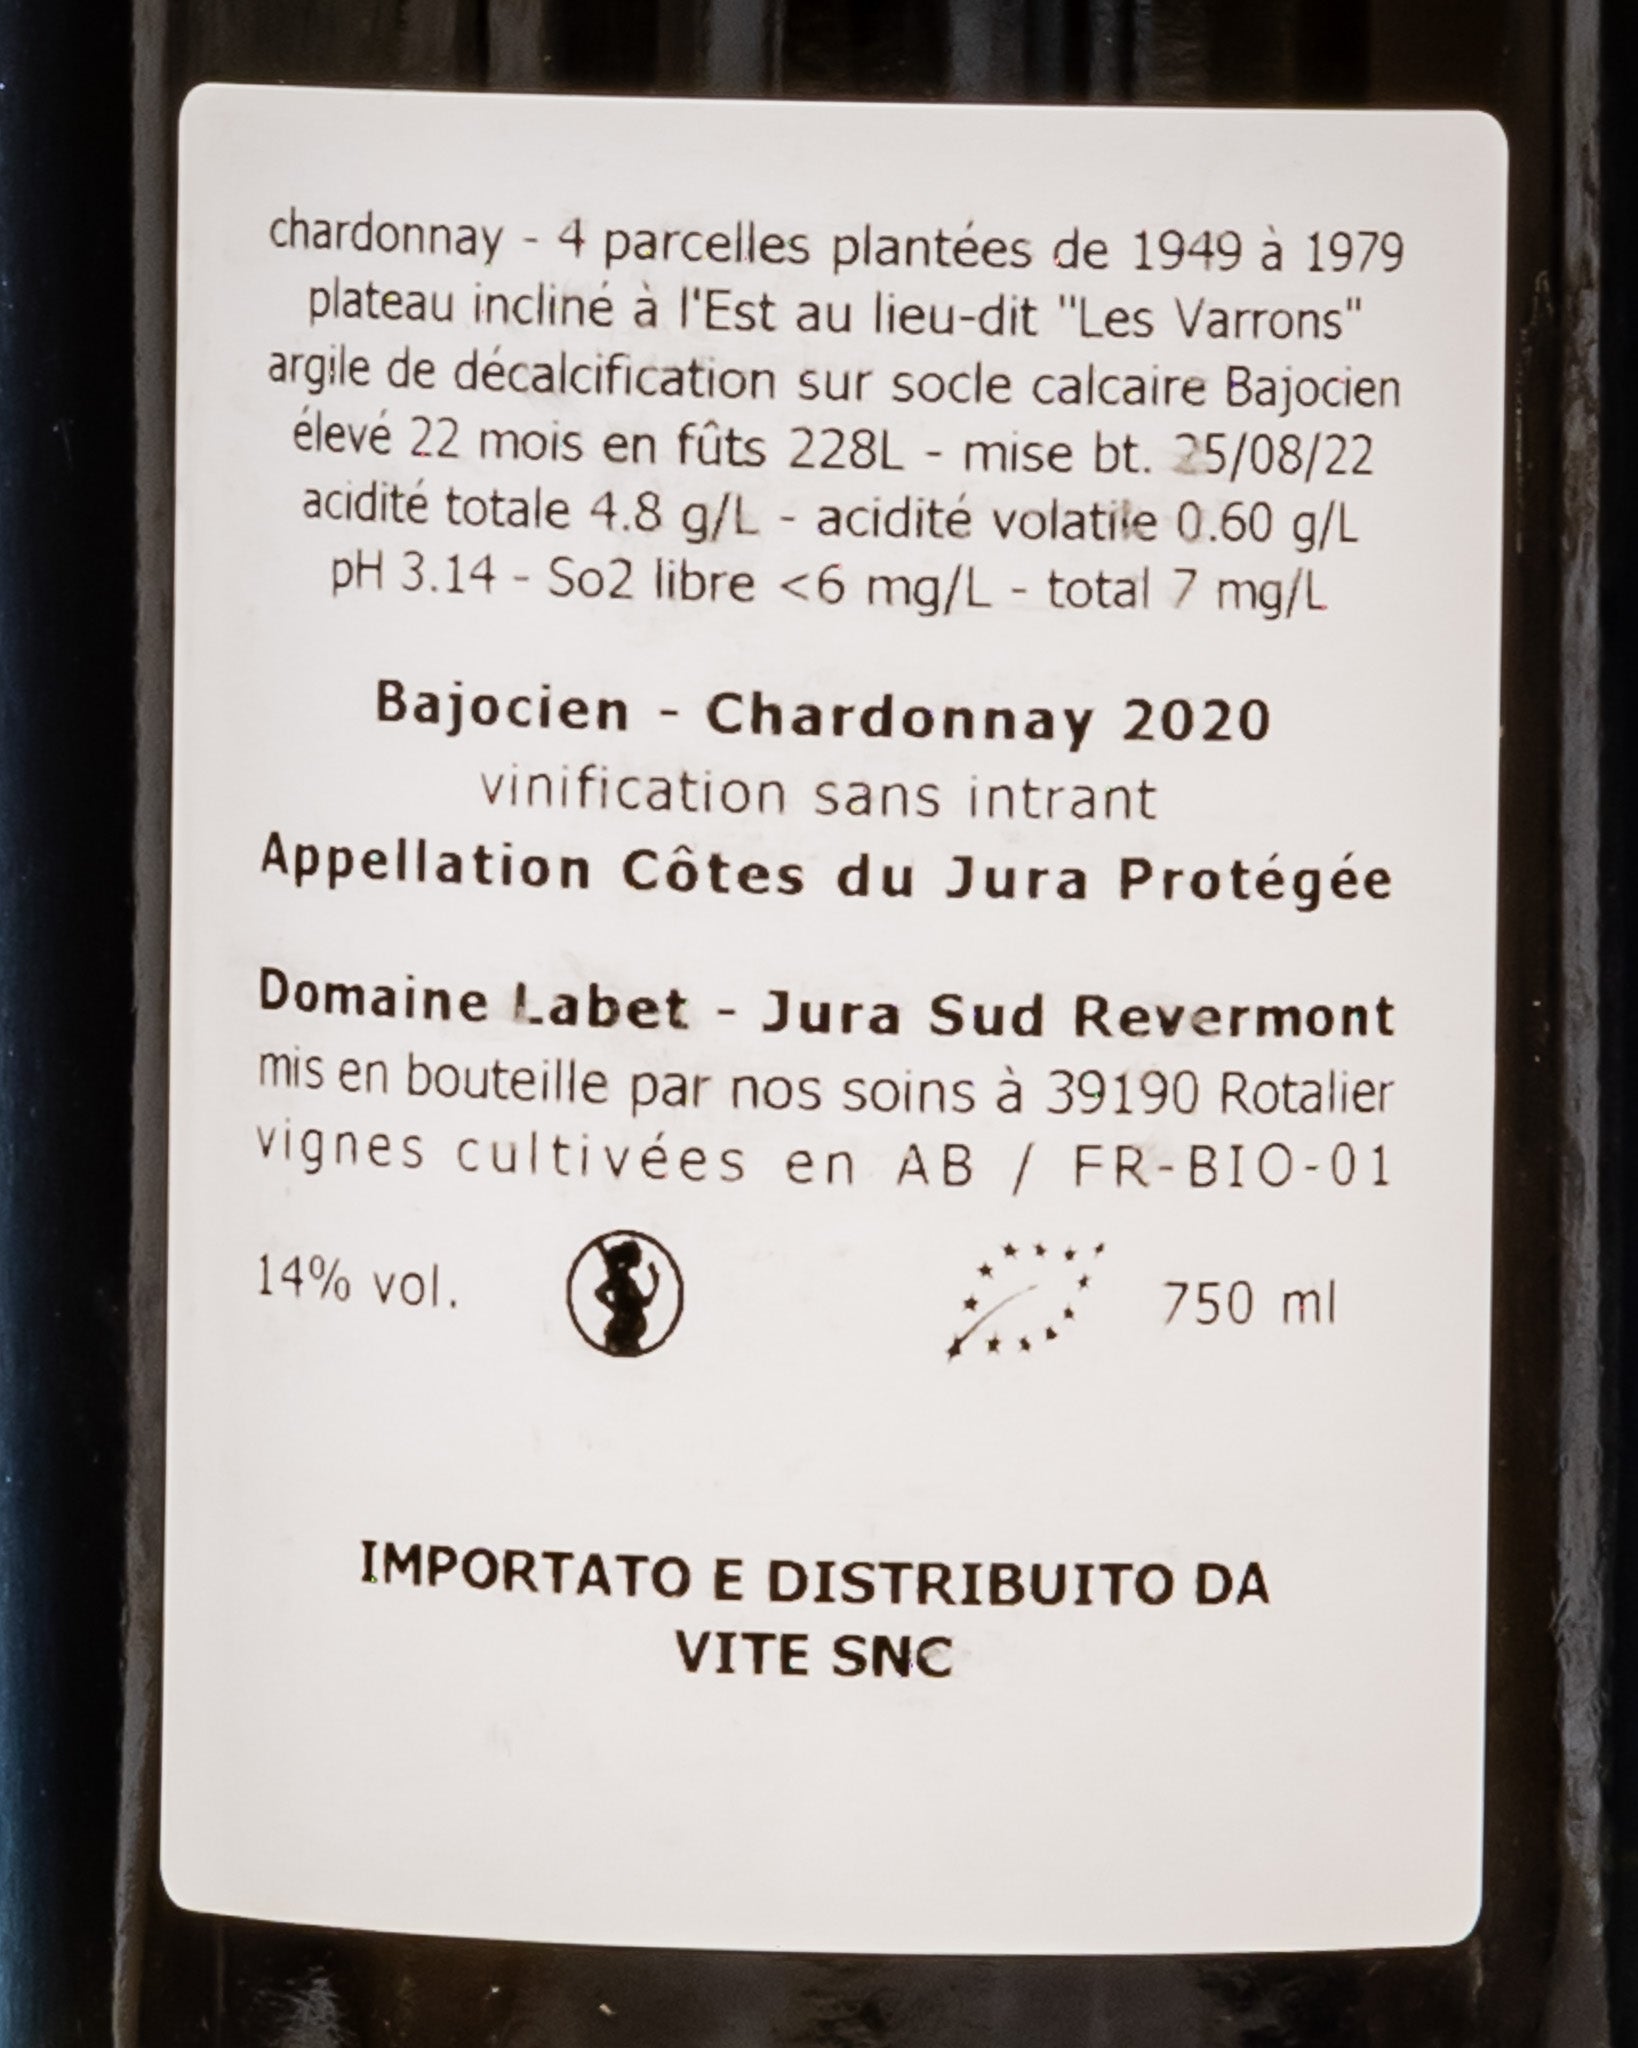 chardonnay - 4 parcelles plantées de 1949 à 1979
plateau incliné à l'Est au lieu-dit "Les Varrons"
argile de décalcification sur socle calcaire Bajocien
élevé 22 mois en fûts 228L - mise bt. 25/08/22
acidité totale 4.8 g/L - acidité volatile 0.60 g/L
pH 3.14 - So2 libre <6 mg/L - total 7 mg/L
Bajocien - Chardonnay 2020
vinification sans intrant
Appellation Côtes du Jura Protégée
Domaine Labet - Jura Sud Revermont
mis en bouteille par nos soins à 39190 Rotalier
vignes cultivées en AB / FR-BIO-01
14% vol. 750 ml
IMPORTATO E DISTRIBUITO DA
VITE SNC